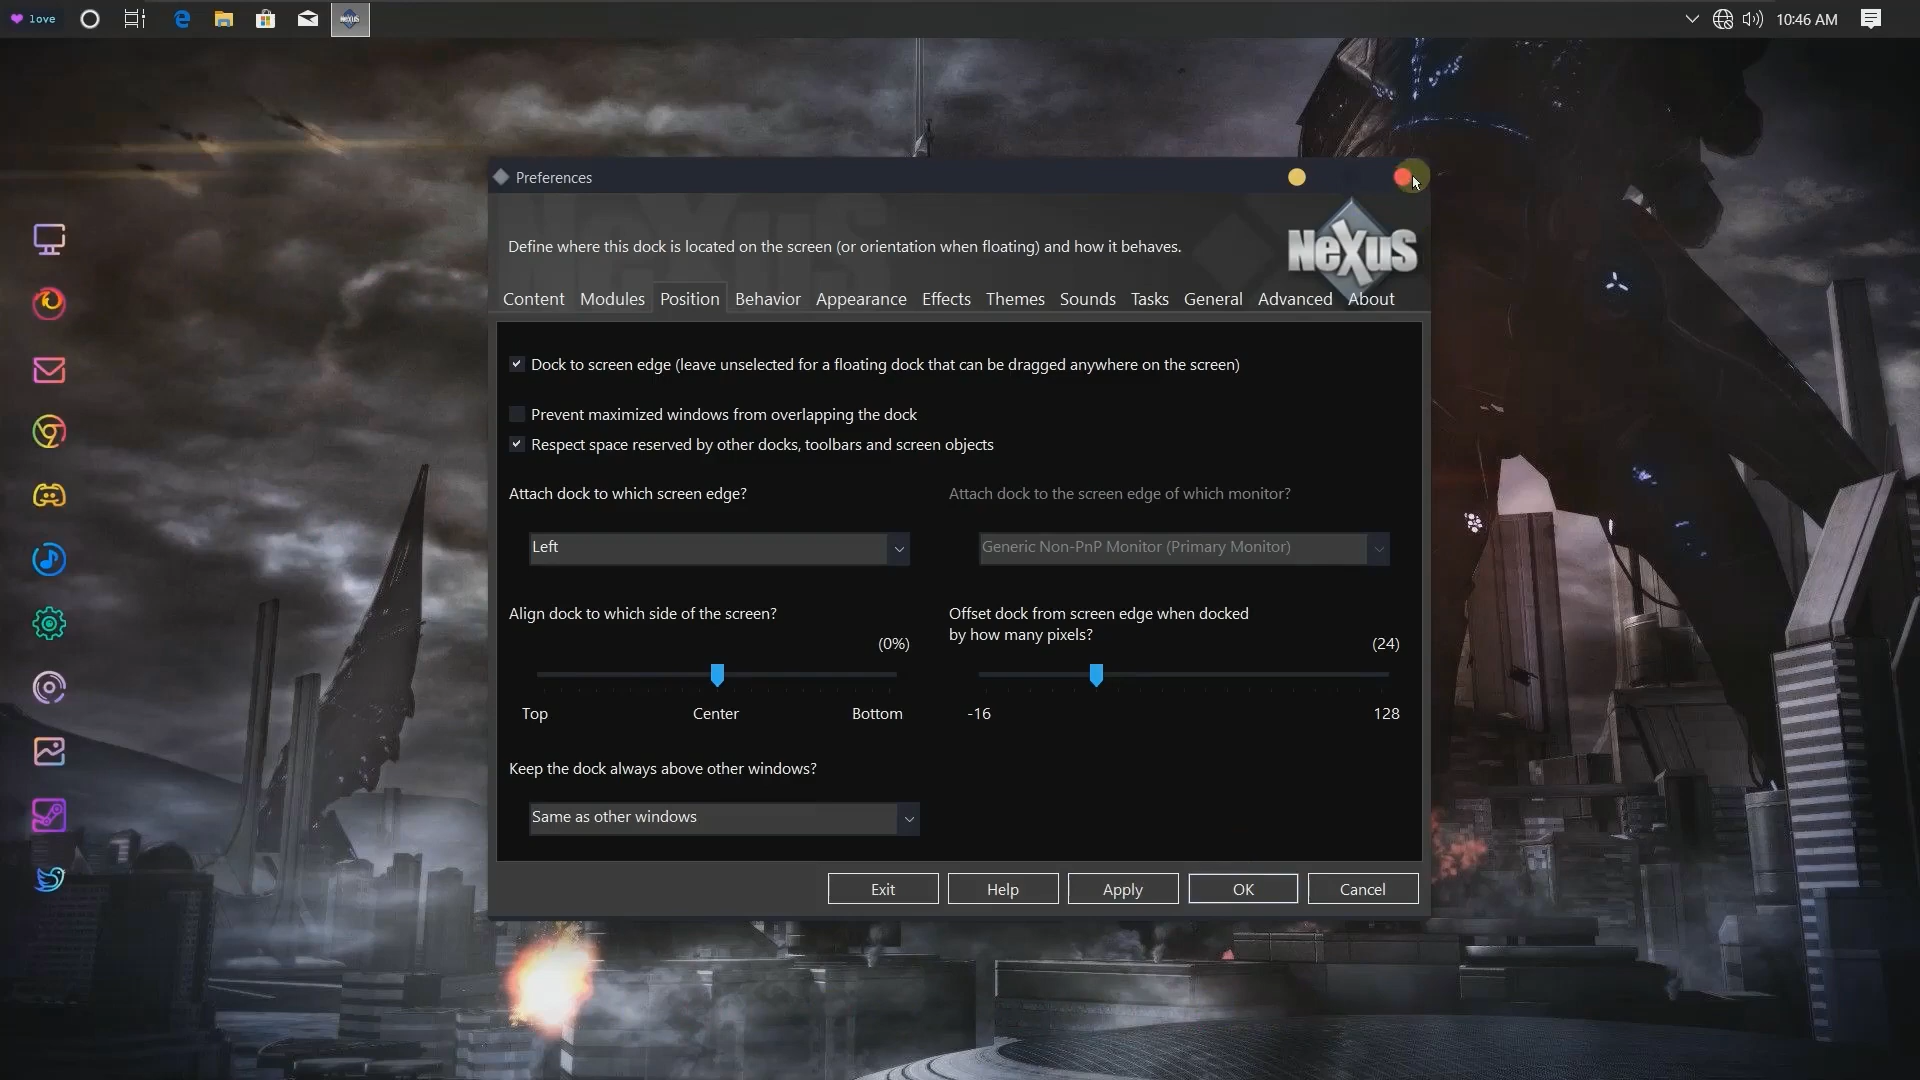 love
NeXuS
10:46 AM
Preferences
Define where this dock is located on the screen (or orientation when floating) and how it behaves.
NeXuS
NeXuS
Content Modules Position Behavior Appearance Effects Themes Sounds Tasks General Advanced About
Dock to screen edge (leave unselected for a floating dock that can be dragged anywhere on the screen)
Prevent maximized windows from overlapping the dock
Respect space reserved by other docks, toolbars and screen objects
Attach dock to which screen edge?
Attach dock to the screen edge of which monitor?
Left
Generic Non-PnP Monitor (Primary Monitor)
Align dock to which side of the screen?
(0%)
Top Center Bottom
Offset dock from screen edge when docked
by how many pixels?
(24)
-16 128
Keep the dock always above other windows?
Same as other windows
Exit Help Apply OK Cancel